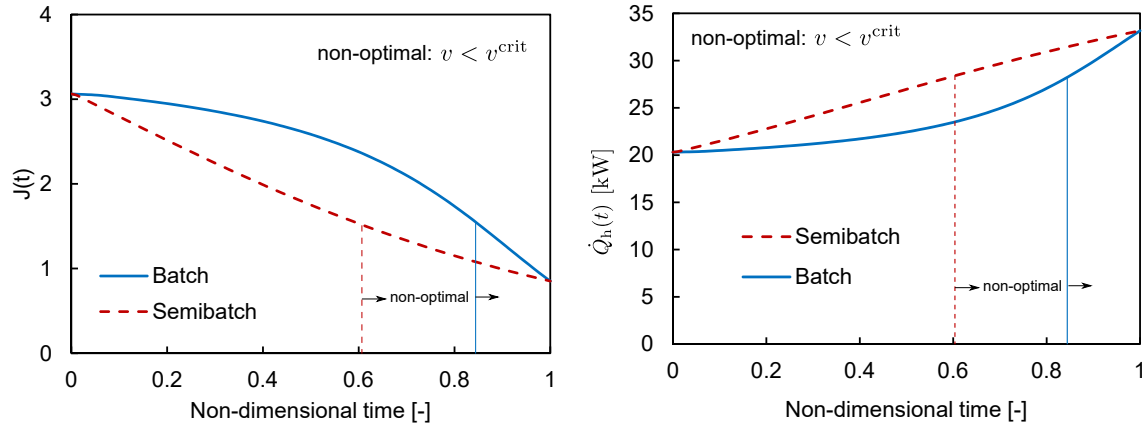 4
3
2
1
0
J(t)
non-optimal: v < v^crit
Batch
Semibatch
non-optimal
0 0.2 0.4 0.6 0.8 1
Non-dimensional time [-]
35
30
25
20
15
10
5
0
Q̇_h(t) [kW]
non-optimal: v < v^crit
Semibatch
Batch
non-optimal
0 0.2 0.4 0.6 0.8 1
Non-dimensional time [-]